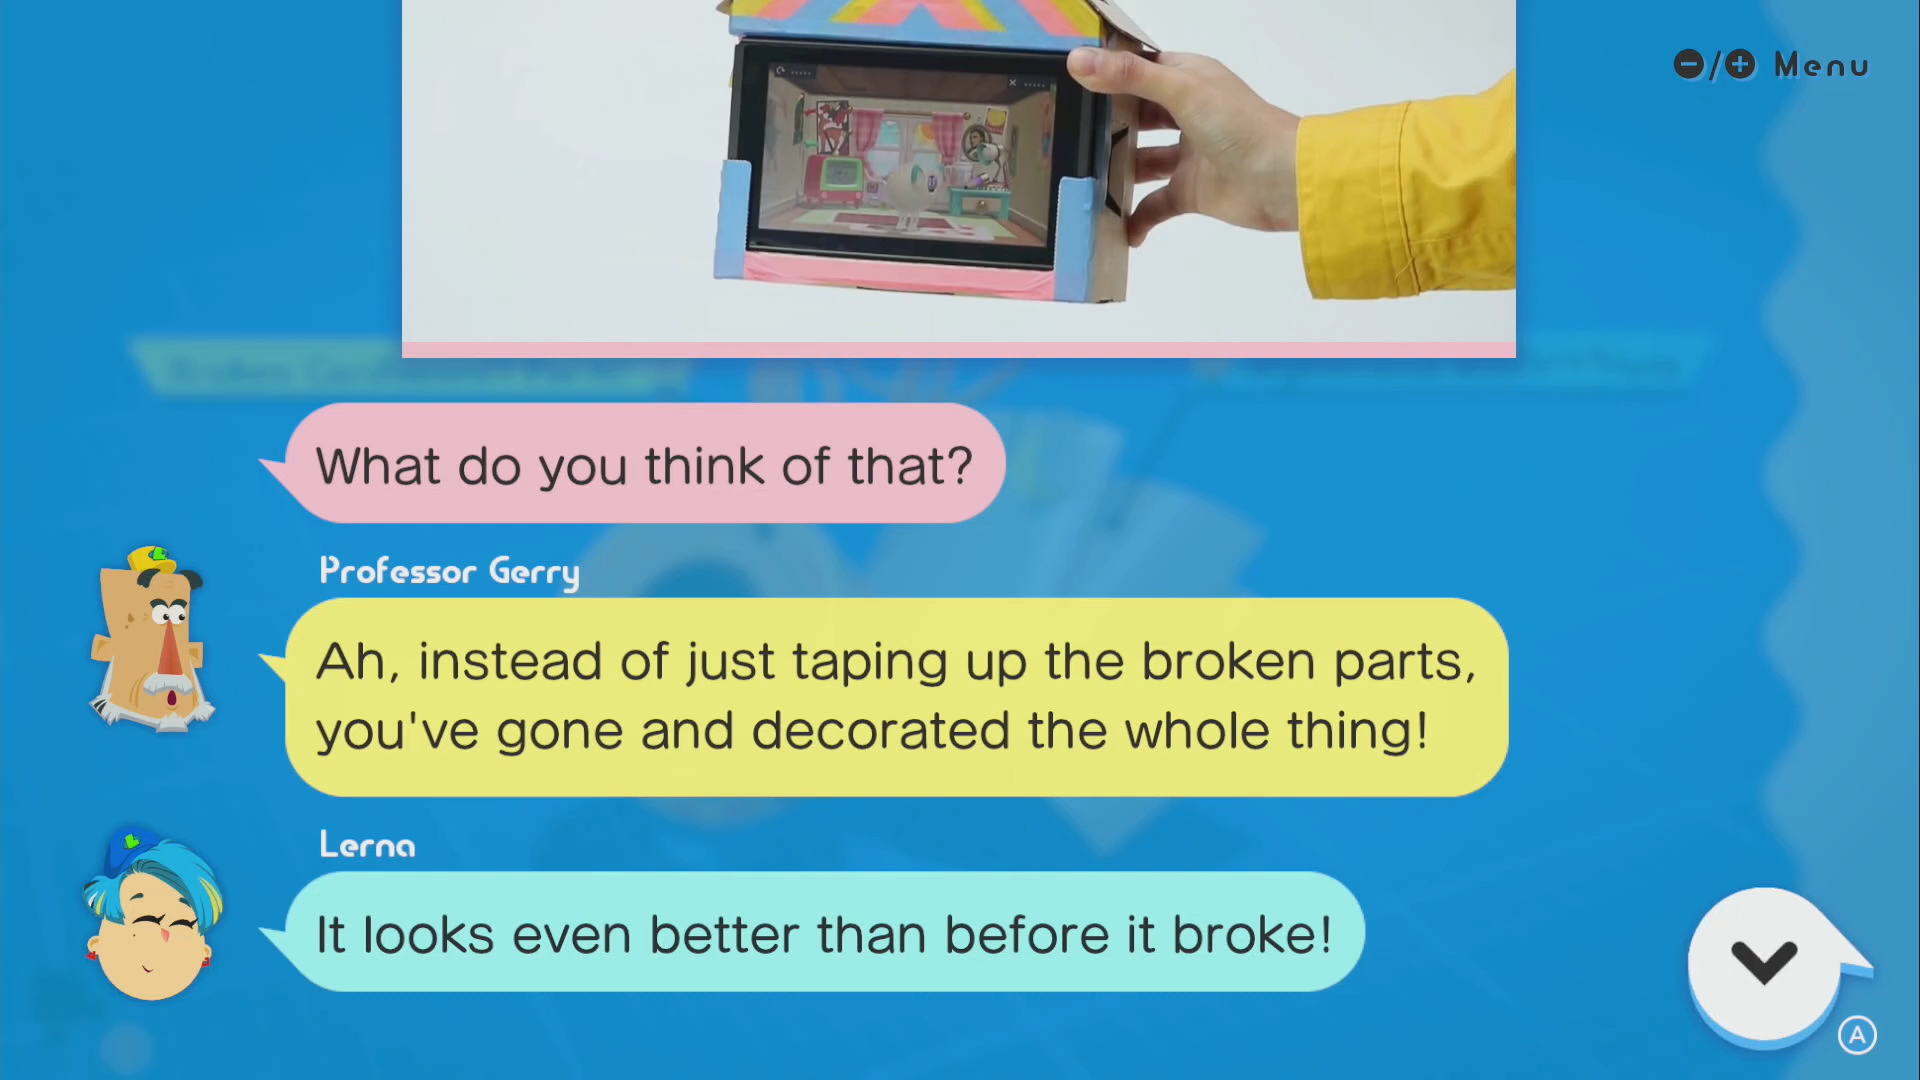 Menu
What do you think of that?
Professor Gerry
Ah, instead of just taping up the broken parts,
you've gone and decorated the whole thing!
Lerna
It looks even better than before it broke!
A